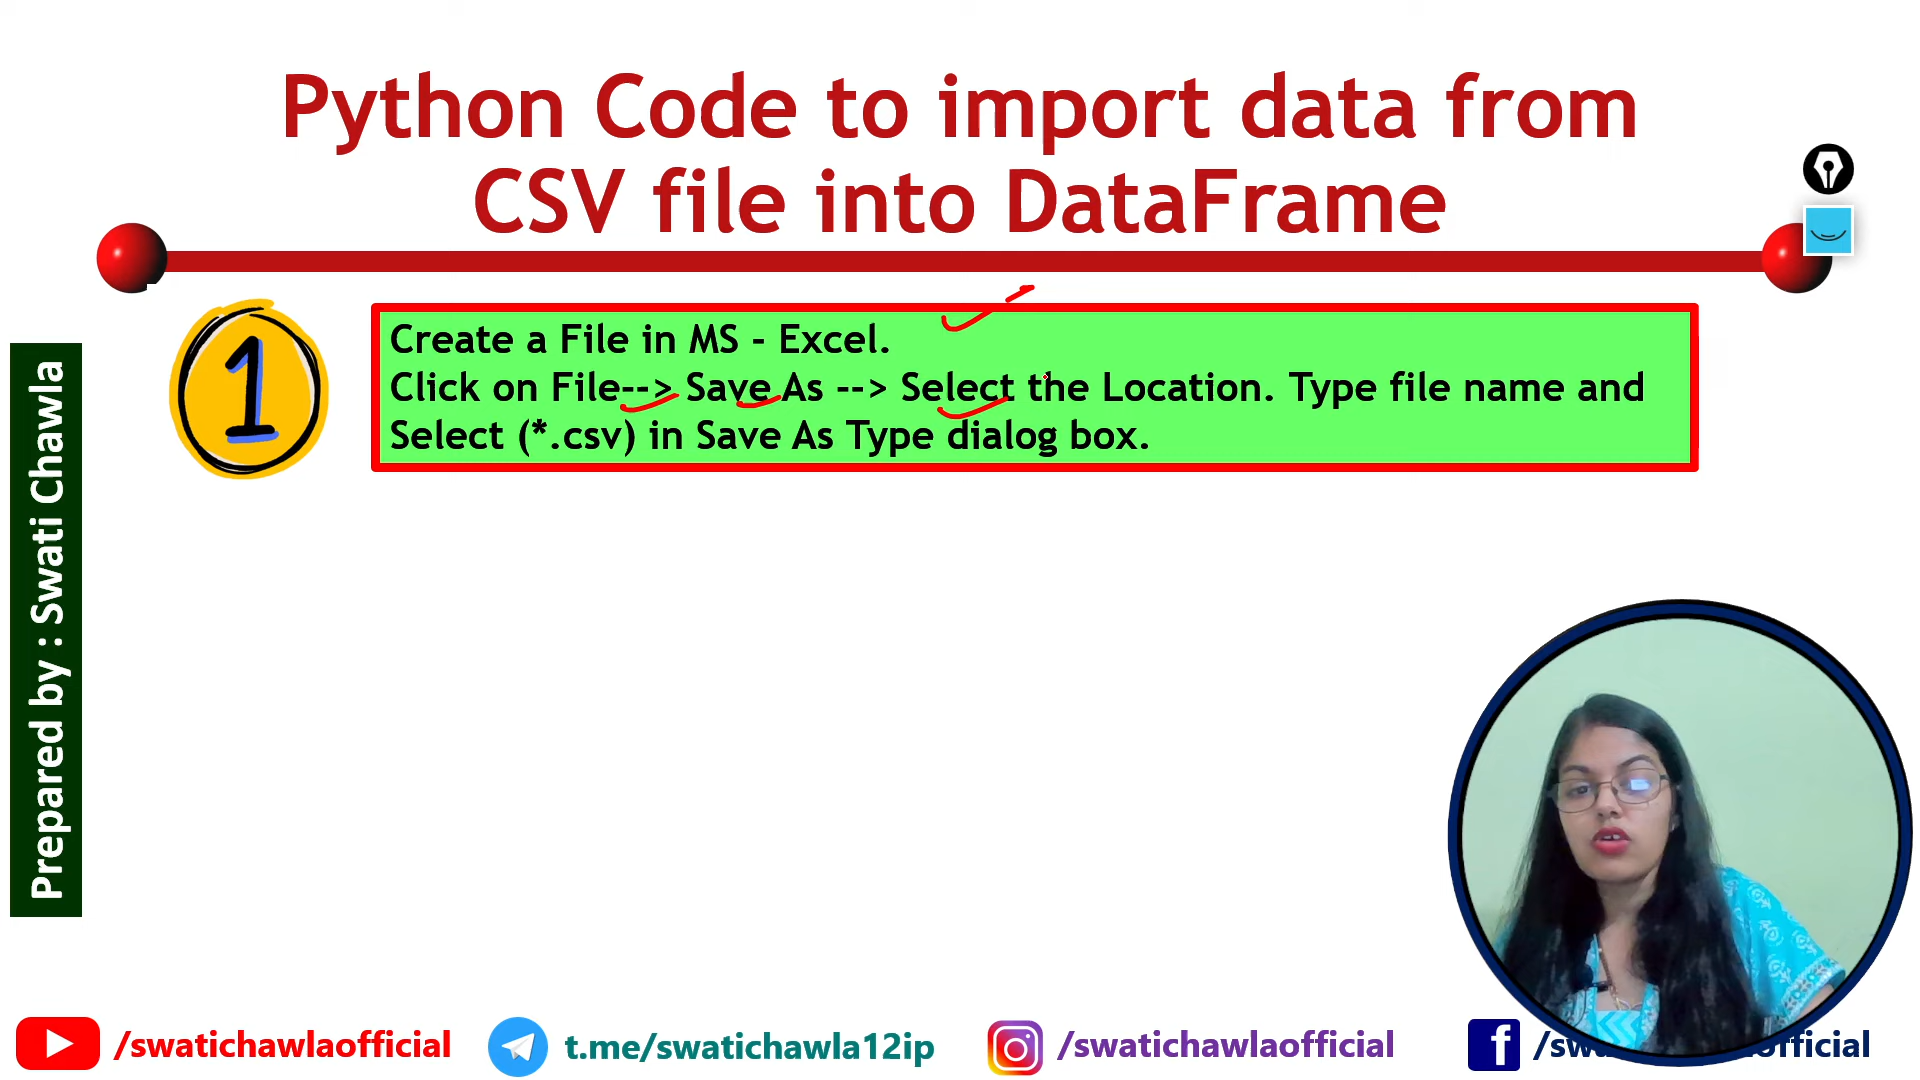 Python Code to import data from
CSV file into DataFrame
1
Create a File in MS - Excel.
Click on File--> Save As --> Select the Location. Type file name and
Select (*.csv) in Save As Type dialog box.
Prepared by : Swati Chawla
/swatichawlaofficial
t.me/swatichawla12ip
/swatichawlaofficial